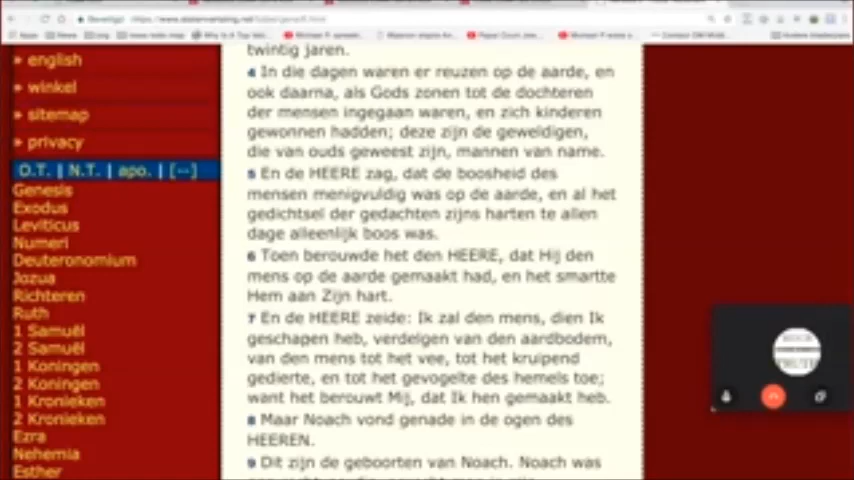 Beveiligd
» english
» winkel
» sitemap
» privacy
O.T. | N.T. | apo. | [--]
Genesis
Exodus
Leviticus
Numeri
Deuteronomium
Jozua
Richteren
Ruth
1 Samuël
2 Samuël
1 Koningen
2 Koningen
1 Kronieken
2 Kronieken
Ezra
Nehemia
Esther
twintig jaren.
4 In die dagen waren er reuzen op de aarde, en
ook daarna, als Gods zonen tot de dochteren
der mensen ingegaan waren, en zich kinderen
gewonnen hadden; deze zijn de geweldigen,
die van ouds geweest zijn, mannen van name.
5 En de HEERE zag, dat de boosheid des
mensen menigvuldig was op de aarde, en al het
gedichtsel der gedachten zijns harten te allen
dage alleenlijk boos was.
6 Toen berouwde het den HEERE, dat Hij den
mens op de aarde gemaakt had, en het smartte
Hem aan Zijn hart.
7 En de HEERE zeide: Ik zal den mens, dien Ik
geschapen heb, verdelgen van den aardbodem,
van den mens tot het vee, tot het kruipend
gedierte, en tot het gevogelte des hemels toe;
want het berouwt Mij, dat Ik hen gemaakt heb.
8 Maar Noach vond genade in de ogen des
HEEREN.
9 Dit zijn de geboorten van Noach. Noach was